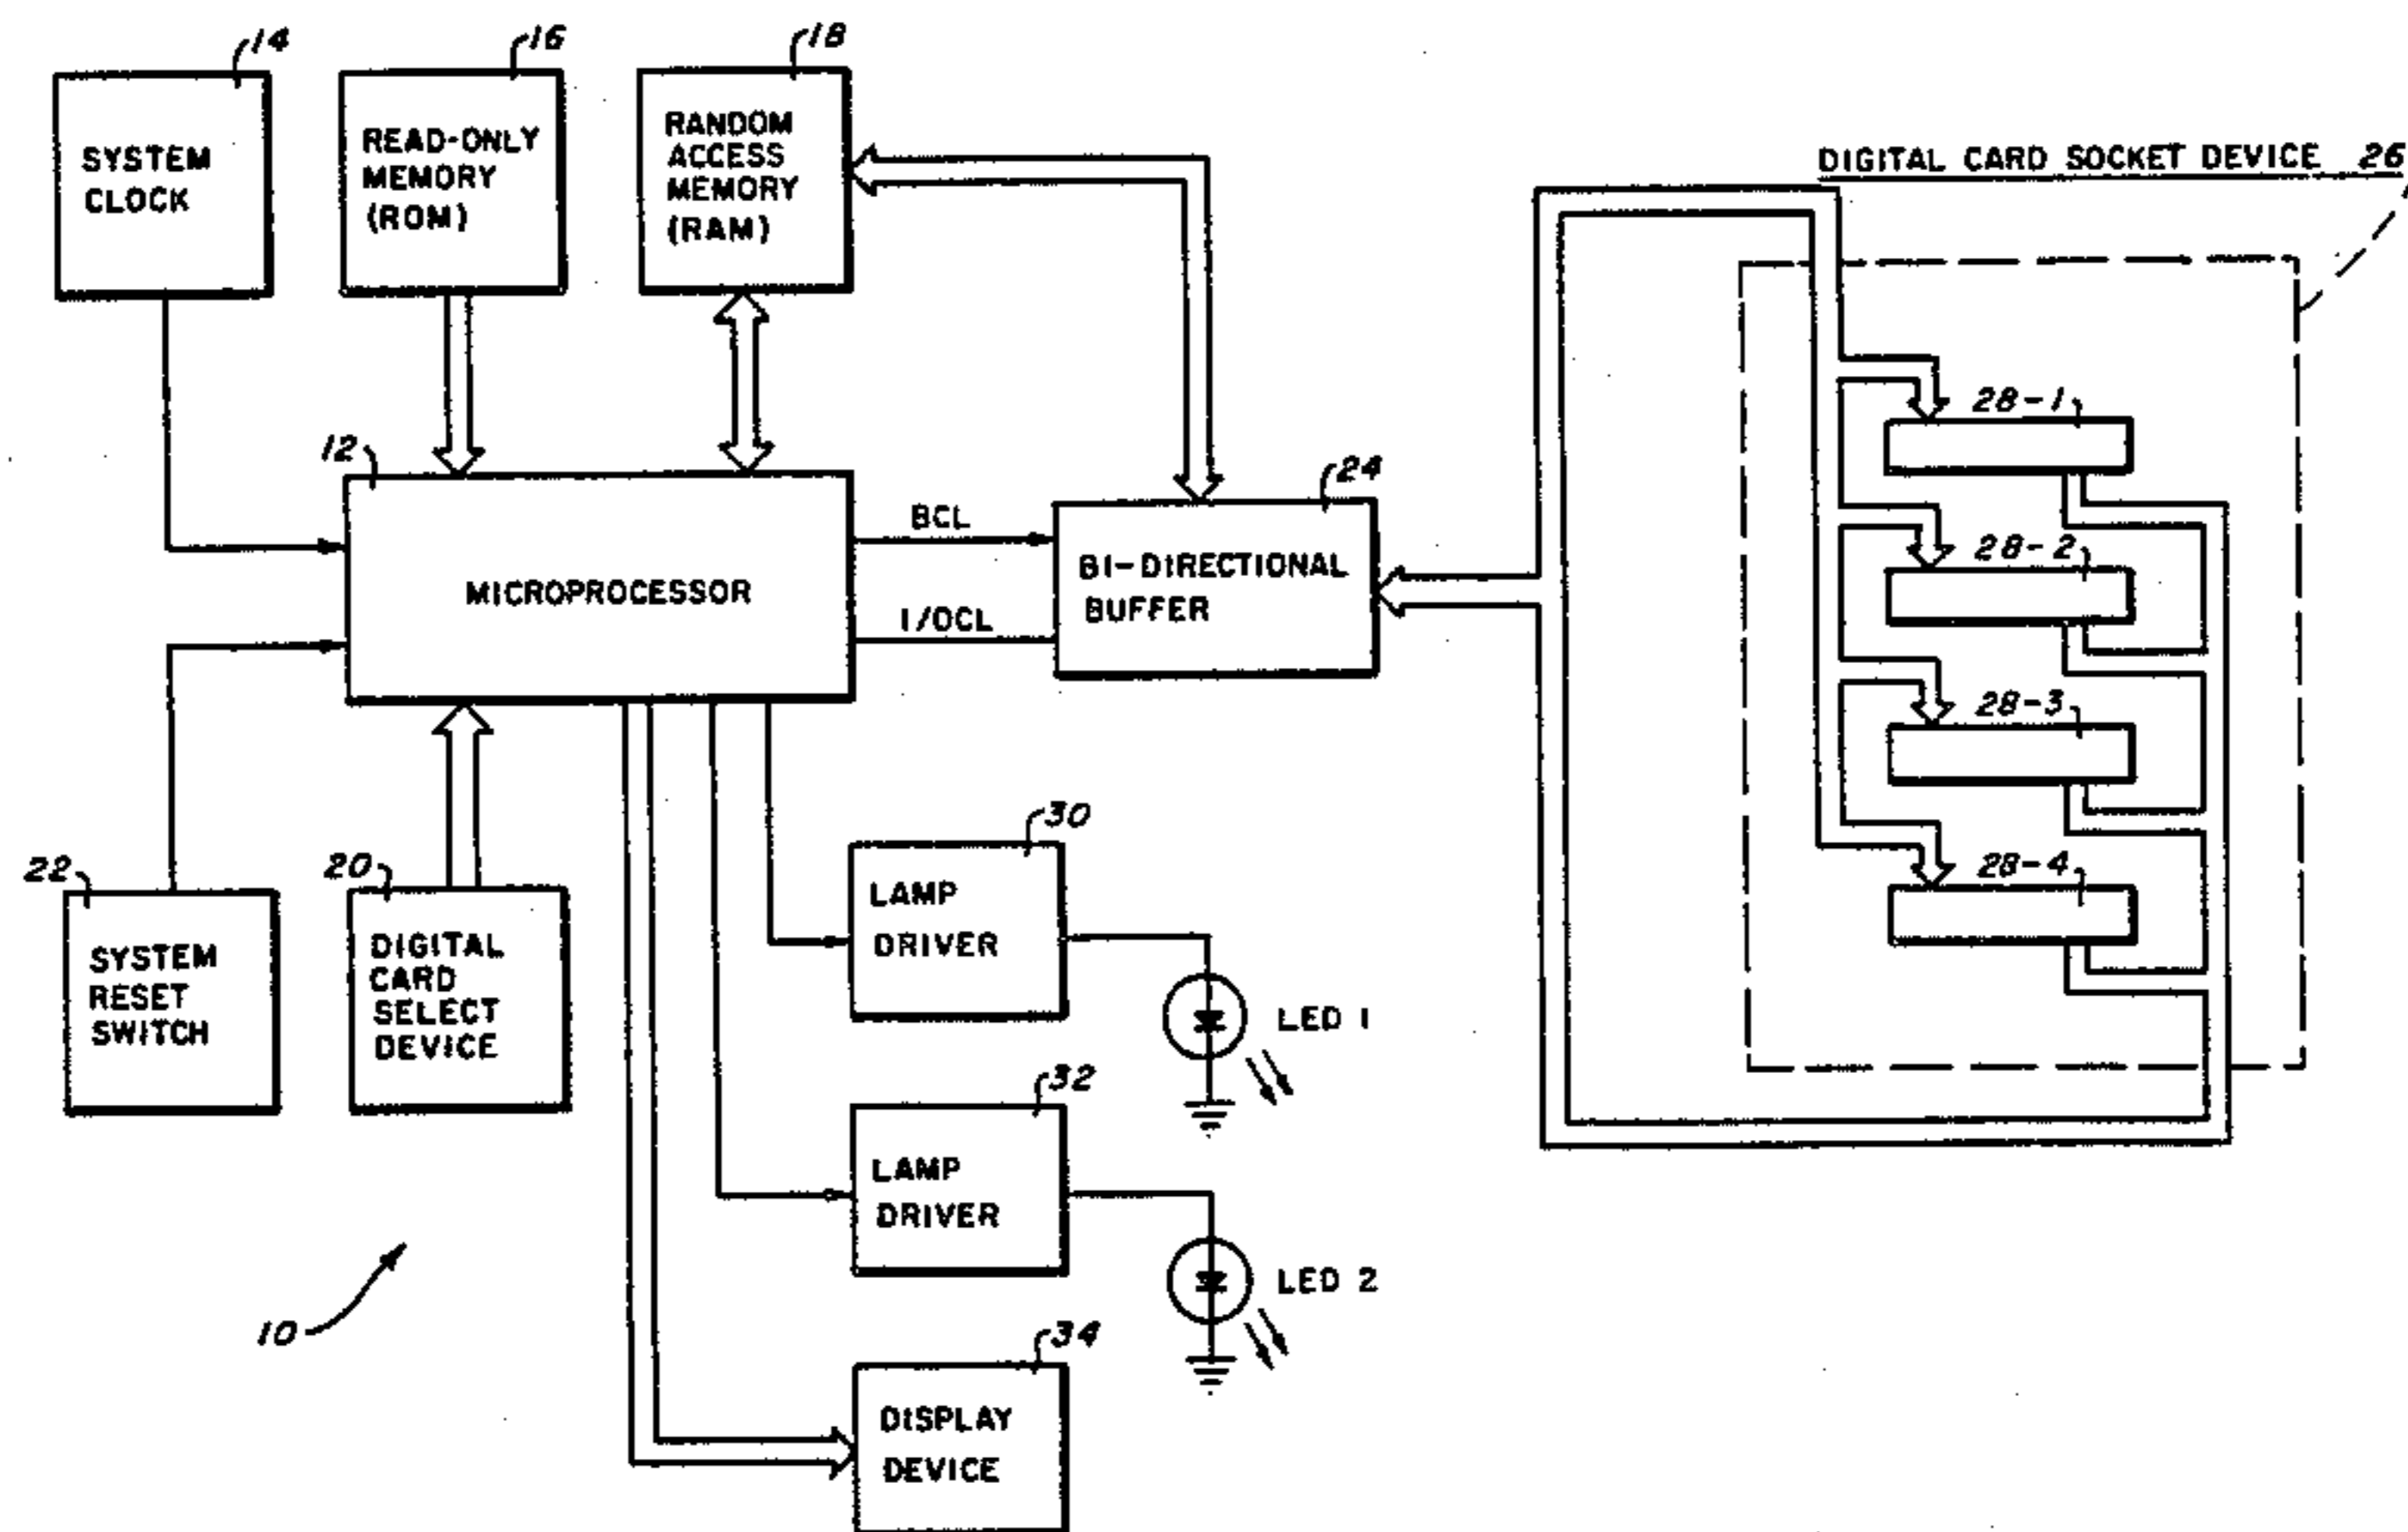 14
16
18
SYSTEM
CLOCK
READ-ONLY
MEMORY
(ROM)
RANDOM
ACCESS
MEMORY
(RAM)
DIGITAL CARD SOCKET DEVICE 26
12
MICROPROCESSOR
BCL
I/OCL
24
BI-DIRECTIONAL
BUFFER
28-1
28-2
28-3
28-4
22
SYSTEM
RESET
SWITCH
20
DIGITAL
CARD
SELECT
DEVICE
30
LAMP
DRIVER
LED 1
32
LAMP
DRIVER
LED 2
10
34
DISPLAY
DEVICE